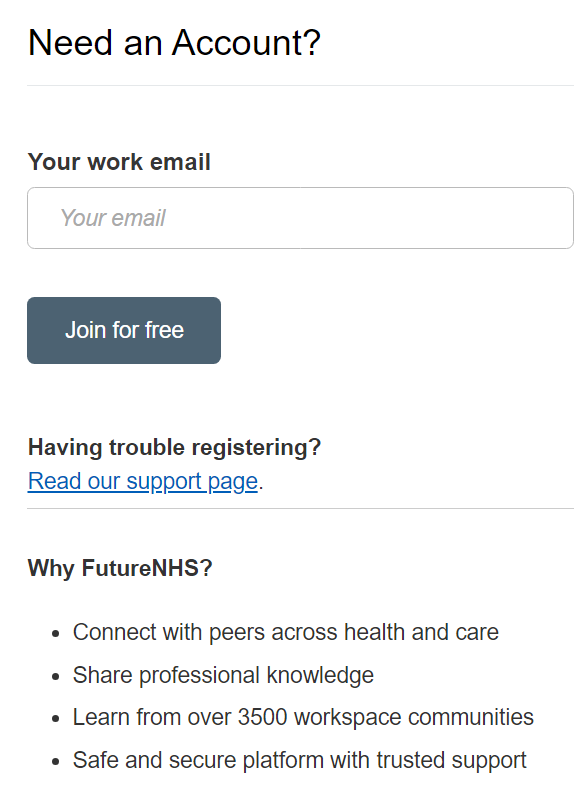 Need an Account?
Your work email
Your email
Join for free
Having trouble registering?
Read our support page.
Why FutureNHS?
• Connect with peers across health and care
• Share professional knowledge
• Learn from over 3500 workspace communities
• Safe and secure platform with trusted support